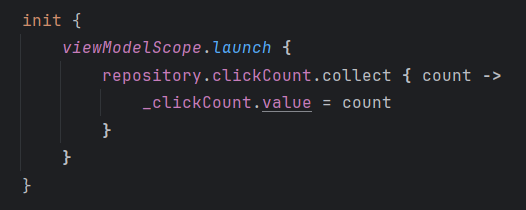 init {
    viewModelScope.launch {
        repository.clickCount.collect { count ->
            _clickCount.value = count
        }
    }
}